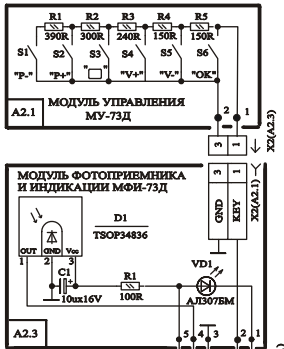 R1 R2 R3 R4 R5
390R 300R 240R 150R 150R
S1 S2 S3 S4 S5 S6
"P-" "P+" "V+" "V-" "OK"
A2.1
МОДУЛЬ УПРАВЛЕНИЯ
МУ-73Д
2 1
3 1
X2(A2.3)
МОДУЛЬ ФОТОПРИЕМНИКА
И ИНДИКАЦИИ МФИ-73Д
3 1
GND KEY
X2(A2.1)
D1
TSOP34836
OUT GND Vcc
1 2 3
C1
10ux16V
R1
100R
VD1
АЛ307БМ
A2.3
5 4 3 2 1